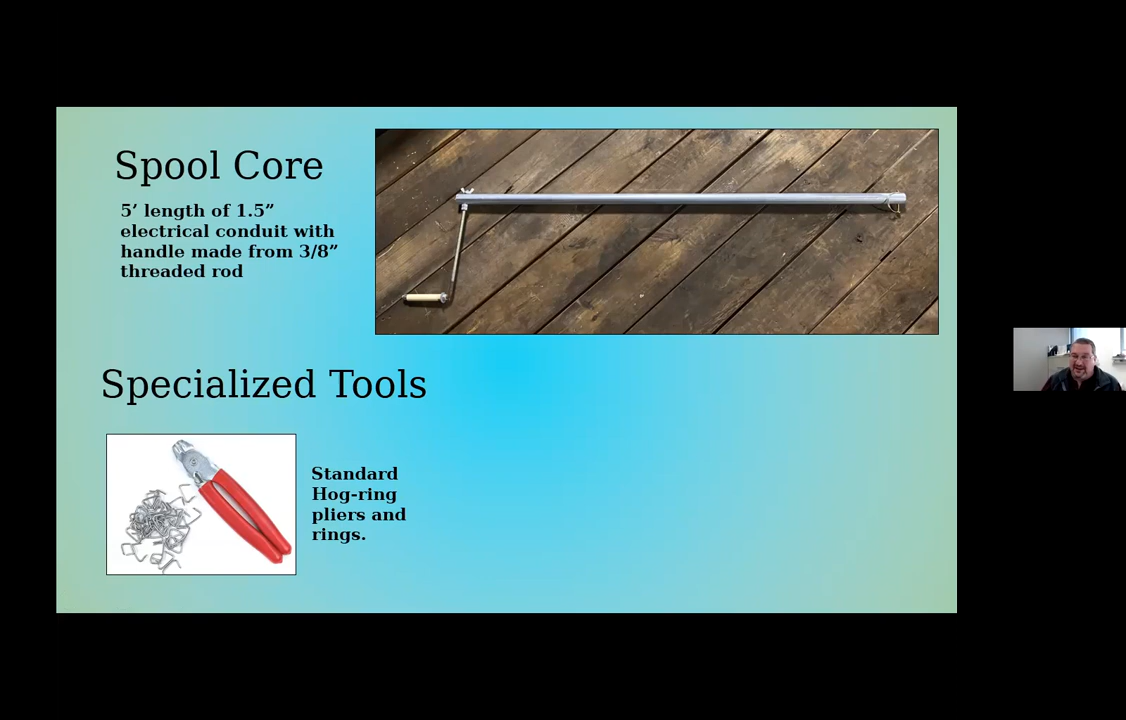 Spool Core
5’ length of 1.5”
electrical conduit with
handle made from 3/8”
threaded rod
Specialized Tools
Standard
Hog-ring
pliers and
rings.